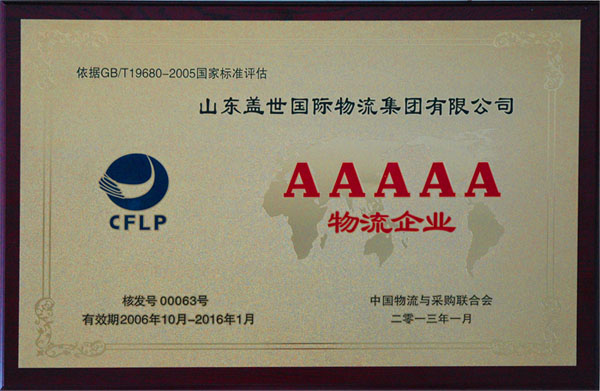 依据GB/T19680-2005国家标准评估
山东盖世国际物流集团有限公司
AAAAA
物流企业
CFLP
核发号 00063号
有效期2006年10月-2016年1月
中国物流与采购联合会
二零一三年一月